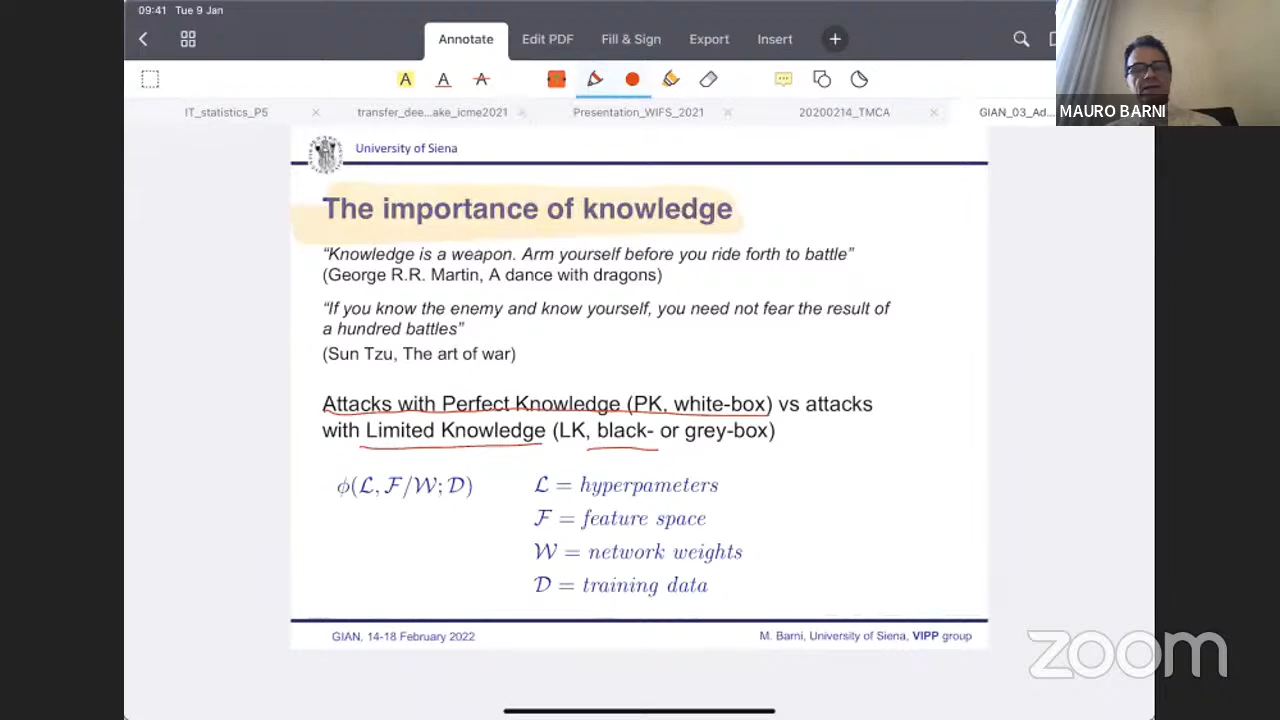 09:41 Tue 9 Jan
Annotate Edit PDF Fill & Sign Export Insert
MAURO BARNI
IT_statistics_P5 transfer_dee...ake_icme2021 Presentation_WIFS_2021 20200214_TMCA GIAN_03_Ad...
University of Siena
The importance of knowledge
“Knowledge is a weapon. Arm yourself before you ride forth to battle”
(George R.R. Martin, A dance with dragons)
“If you know the enemy and know yourself, you need not fear the result of
a hundred battles”
(Sun Tzu, The art of war)
Attacks with Perfect Knowledge (PK, white-box) vs attacks
with Limited Knowledge (LK, black- or grey-box)
ϕ(ℒ, ℱ/𝒲; 𝒟)
ℒ = hyperpameters
ℱ = feature space
𝒲 = network weights
𝒟 = training data
GIAN, 14-18 February 2022
M. Barni, University of Siena, VIPP group
zoom